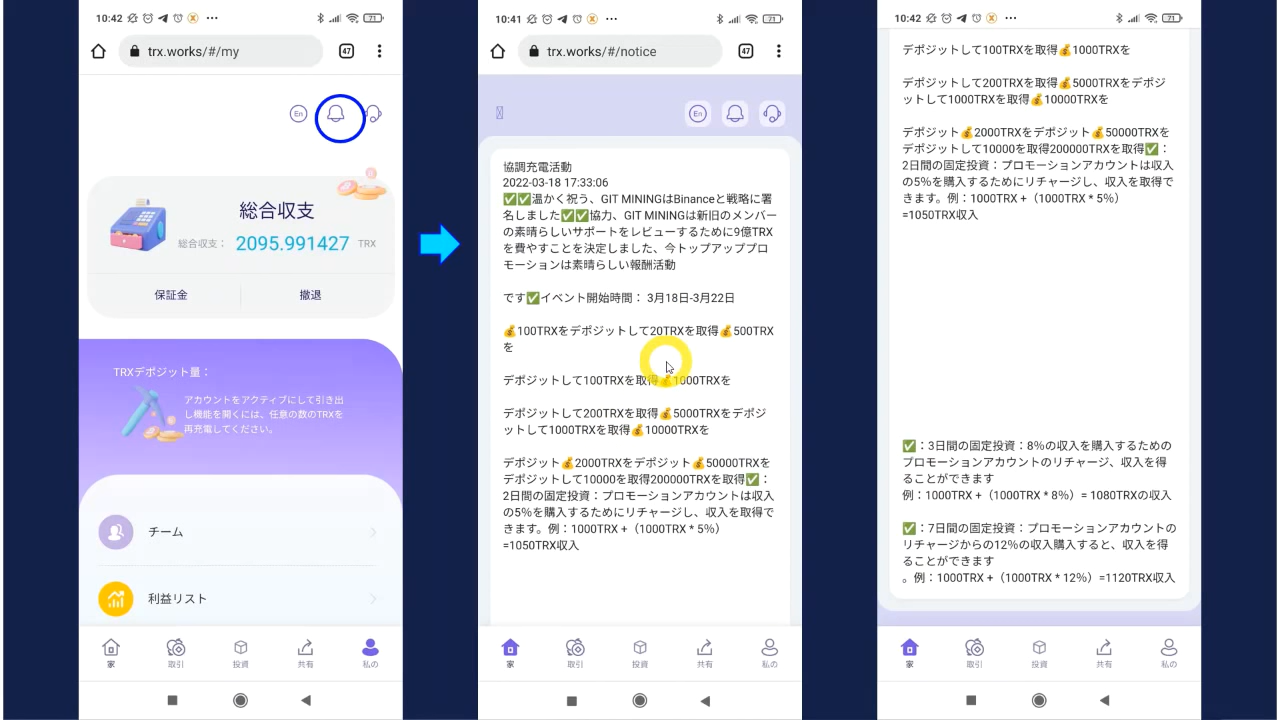 10:42
71
trx.works/#/my
47
En
総合収支
総合収支： 2095.991427 TRX
保証金
撤退
TRXデポジット量：
アカウントをアクティブにして引き出
し機能を開くには、任意の数のTRXを
再充電してください。
チーム
利益リスト
家
取引
投資
共有
私の
10:41
71
trx.works/#/notice
47
En
協調充電活動
2022-03-18 17:33:06
✅✅温かく祝う、GIT MININGはBinanceと戦略に署
名しました✅✅協力、GIT MININGは新旧のメンバー
の素晴らしいサポートをレビューするために9億TRX
を費やすことを決定しました、今トップアッププロ
モーションは素晴らしい報酬活動
です✅イベント開始時間： 3月18日-3月22日
💰100TRXをデポジットして20TRXを取得💰500TRX
を
デポジットして100TRXを取得💰1000TRXを
デポジットして200TRXを取得💰5000TRXをデポジ
ットして1000TRXを取得💰10000TRXを
デポジット💰2000TRXをデポジット💰50000TRXを
デポジットして10000を取得200000TRXを取得✅：
2日間の固定投資：プロモーションアカウントは収入
の5％を購入するためにリチャージし、収入を取得で
きます。例：1000TRX +（1000TRX * 5％）
=1050TRX収入
家
取引
投資
共有
私の
10:42
71
デポジットして100TRXを取得💰1000TRXを
デポジットして200TRXを取得💰5000TRXをデポジ
ットして1000TRXを取得💰10000TRXを
デポジット💰2000TRXをデポジット💰50000TRXを
デポジットして10000を取得200000TRXを取得✅：
2日間の固定投資：プロモーションアカウントは収入
の5％を購入するためにリチャージし、収入を取得で
きます。例：1000TRX +（1000TRX * 5％）
=1050TRX収入
✅：3日間の固定投資：8％の収入を購入するための
プロモーションアカウントのリチャージ、収入を得
ることができます
例：1000TRX +（1000TRX * 8％）= 1080TRXの収入
✅：7日間の固定投資：プロモーションアカウントの
リチャージからの12％の収入購入すると、収入を得
ることができます
。例：1000TRX +（1000TRX * 12％）=1120TRX収入
家
取引
投資
共有
私の